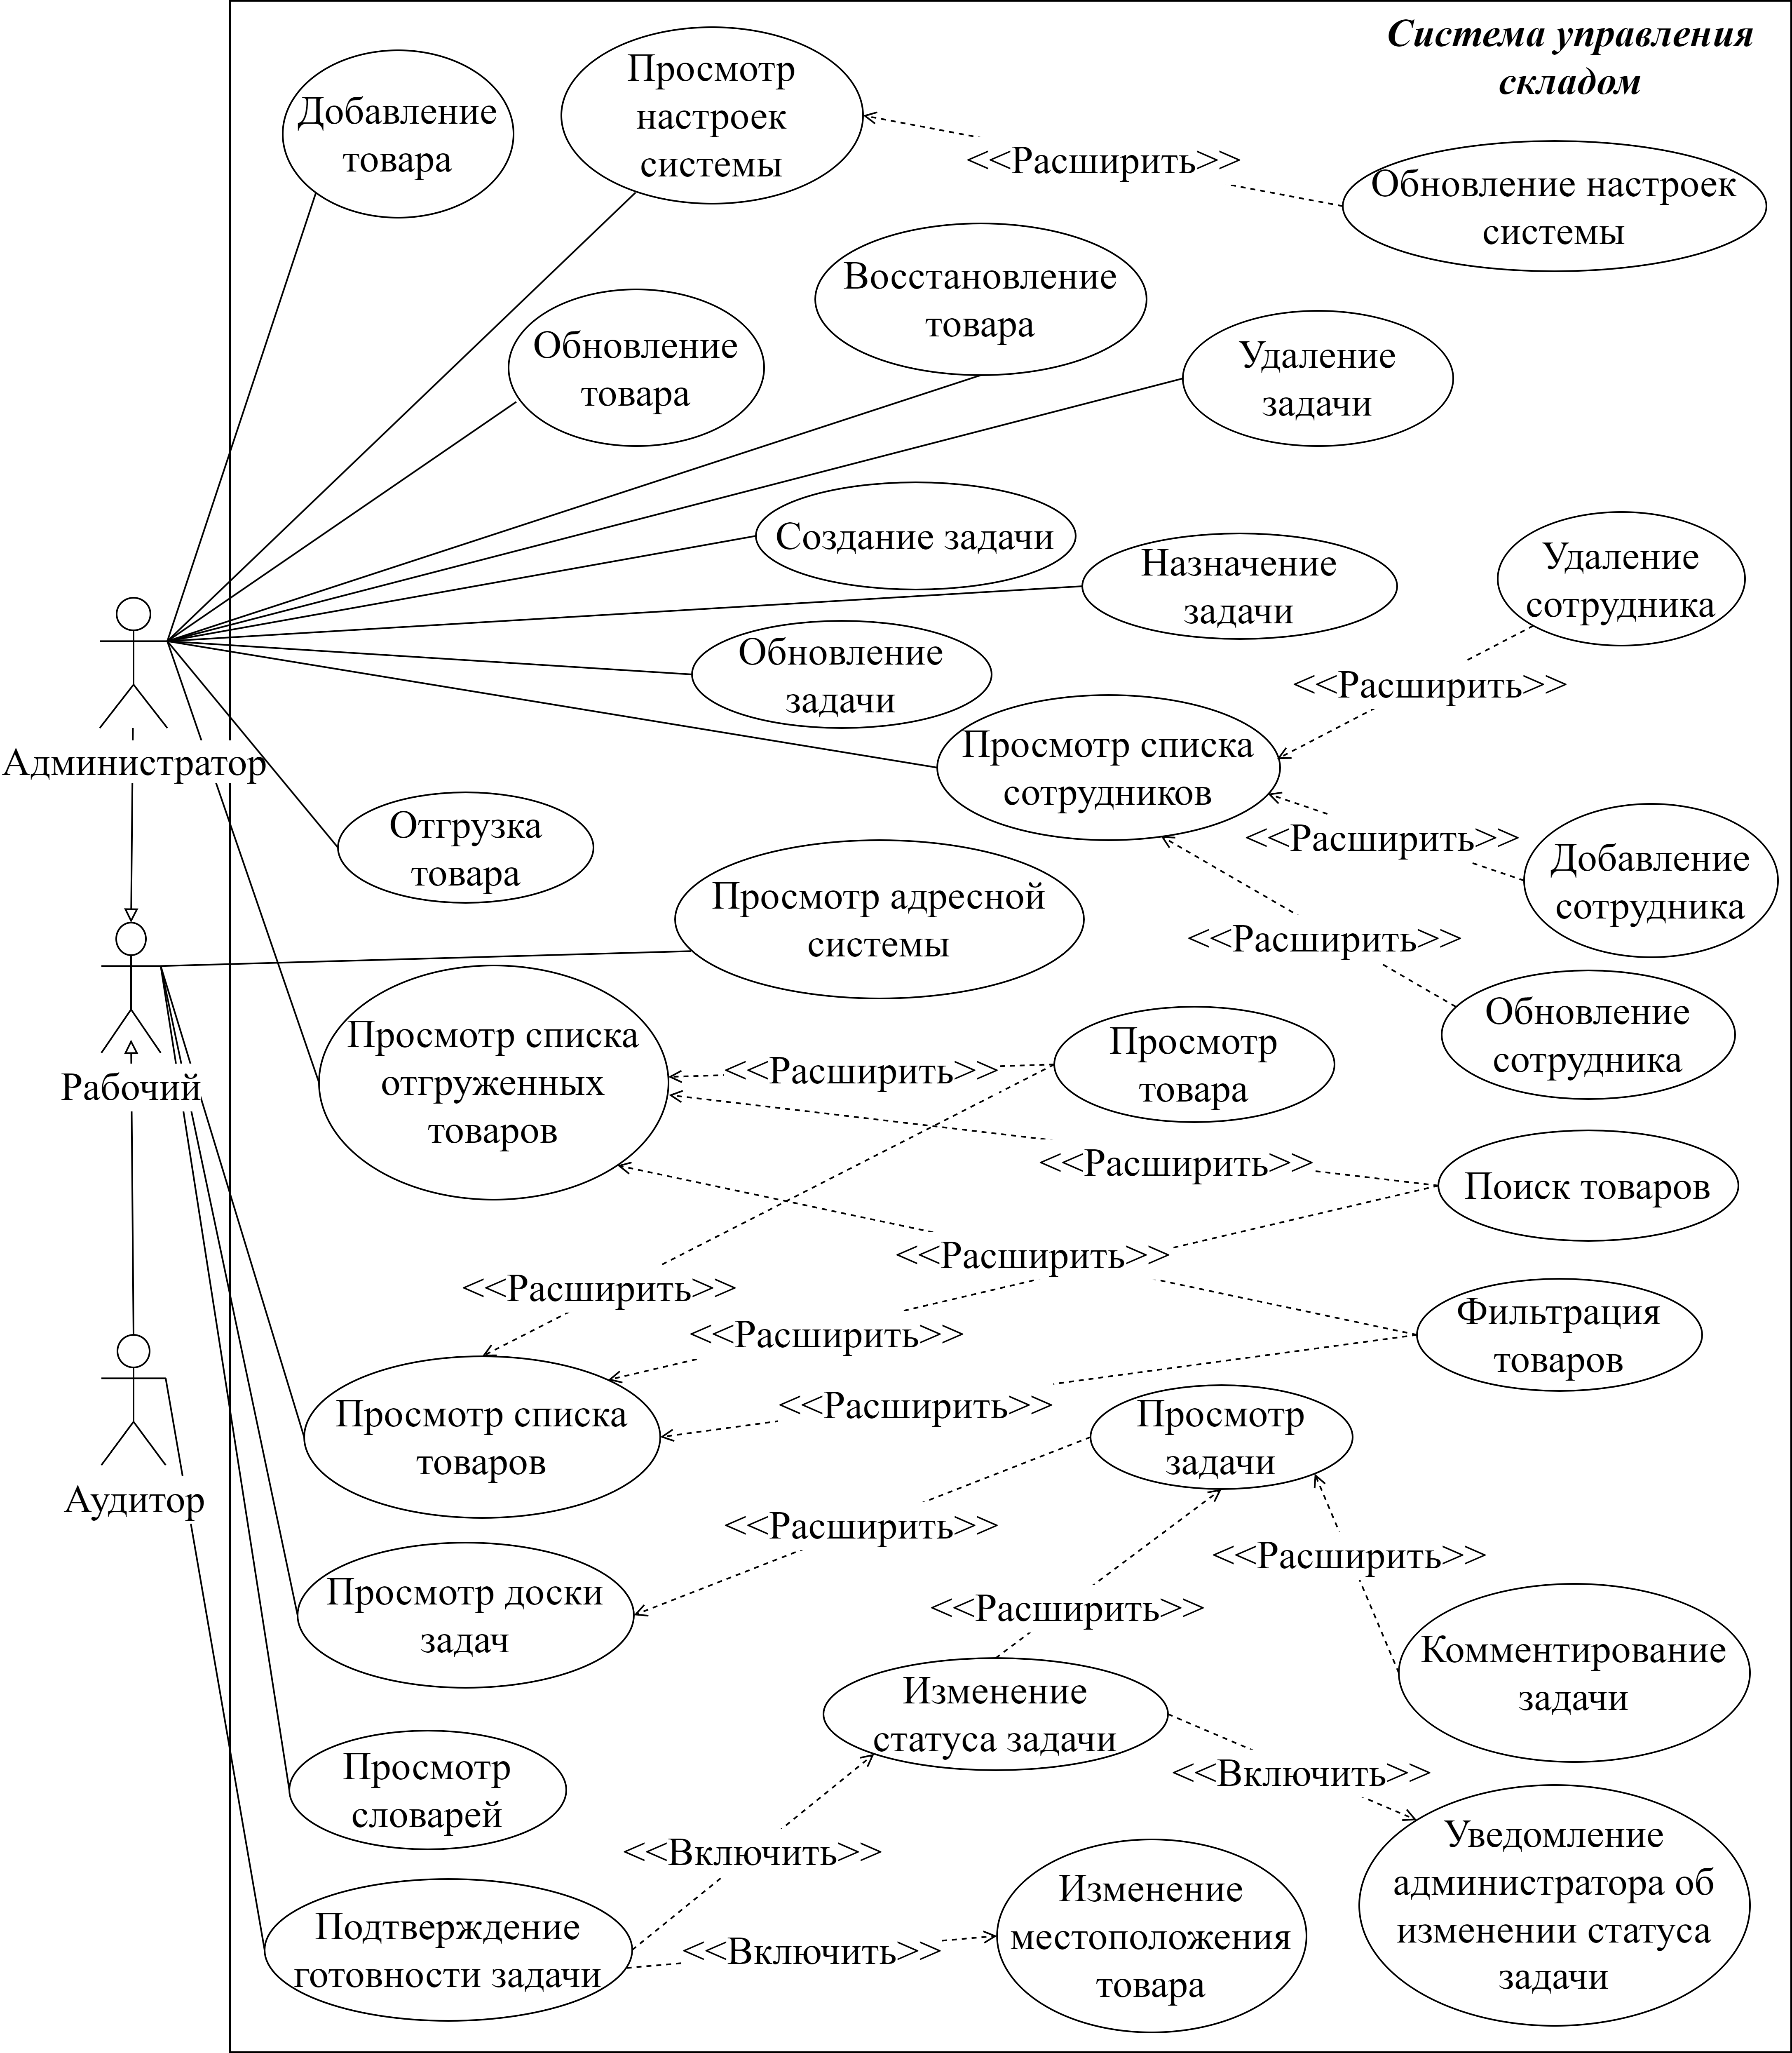 Система управления
складом
Добавление
товара
Просмотр
настроек
системы
<<Расширить>>
Обновление настроек
системы
Восстановление
товара
Обновление
товара
Удаление
задачи
Создание задачи
Назначение
задачи
Удаление
сотрудника
Обновление
задачи
<<Расширить>>
Просмотр списка
сотрудников
Администратор
Отгрузка
товара
<<Расширить>>
Добавление
сотрудника
Просмотр адресной
системы
<<Расширить>>
Обновление
сотрудника
Просмотр списка
отгруженных
товаров
<<Расширить>>
Просмотр
товара
Рабочий
<<Расширить>>
Поиск товаров
<<Расширить>>
<<Расширить>>
<<Расширить>>
Фильтрация
товаров
<<Расширить>>
Просмотр списка
товаров
Просмотр
задачи
Аудитор
<<Расширить>>
<<Расширить>>
Просмотр доски
задач
<<Расширить>>
Комментирование
задачи
Изменение
статуса задачи
<<Включить>>
Просмотр
словарей
<<Включить>>
Уведомление
администратора об
изменении статуса
задачи
Подтверждение
готовности задачи
<<Включить>>
Изменение
местоположения
товара